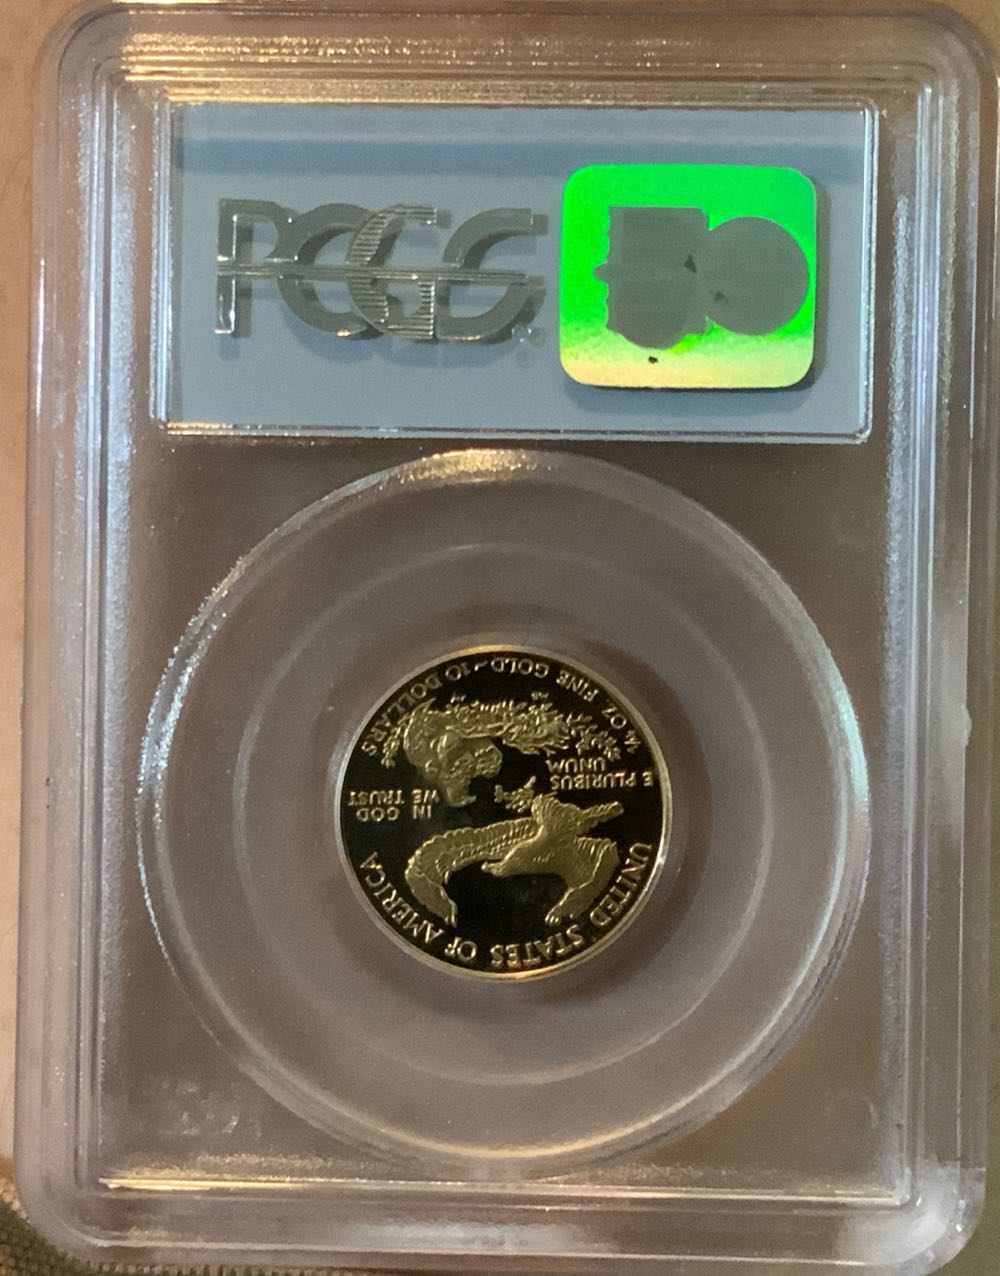 PCGS
UNITED STATES OF AMERICA
E PLURIBUS
UNUM
IN GOD
WE TRUST
¼ OZ. FINE GOLD~10 DOLLARS